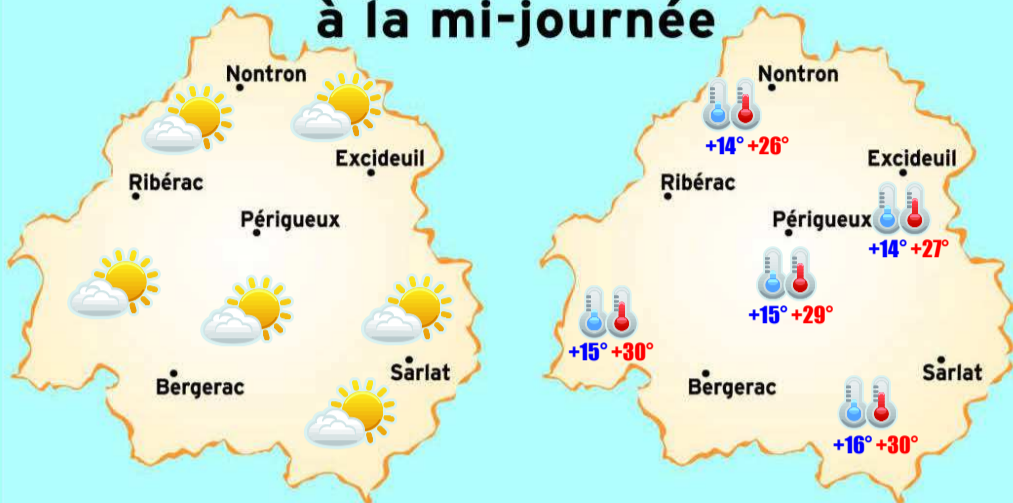 à la mi-journée
Nontron
Excideuil
Ribérac
Périgueux
Sarlat
Bergerac
Nontron
+14° +26°
Excideuil
Ribérac
Périgueux
+14° +27°
+15° +29°
+15° +30°
Sarlat
Bergerac
+16° +30°